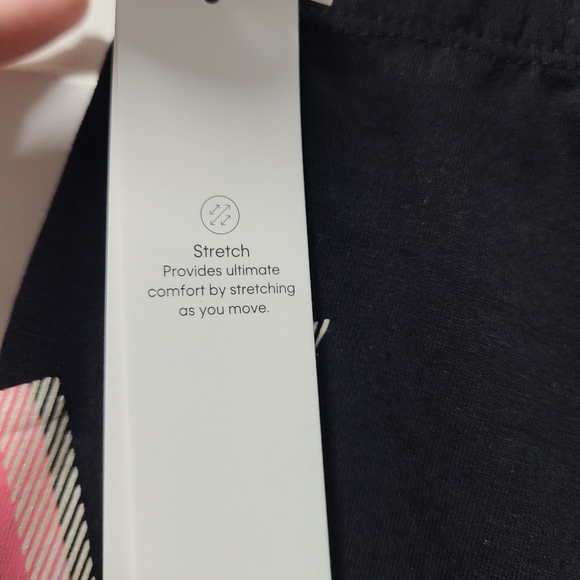 Stretch
Provides ultimate
comfort by stretching
as you move.